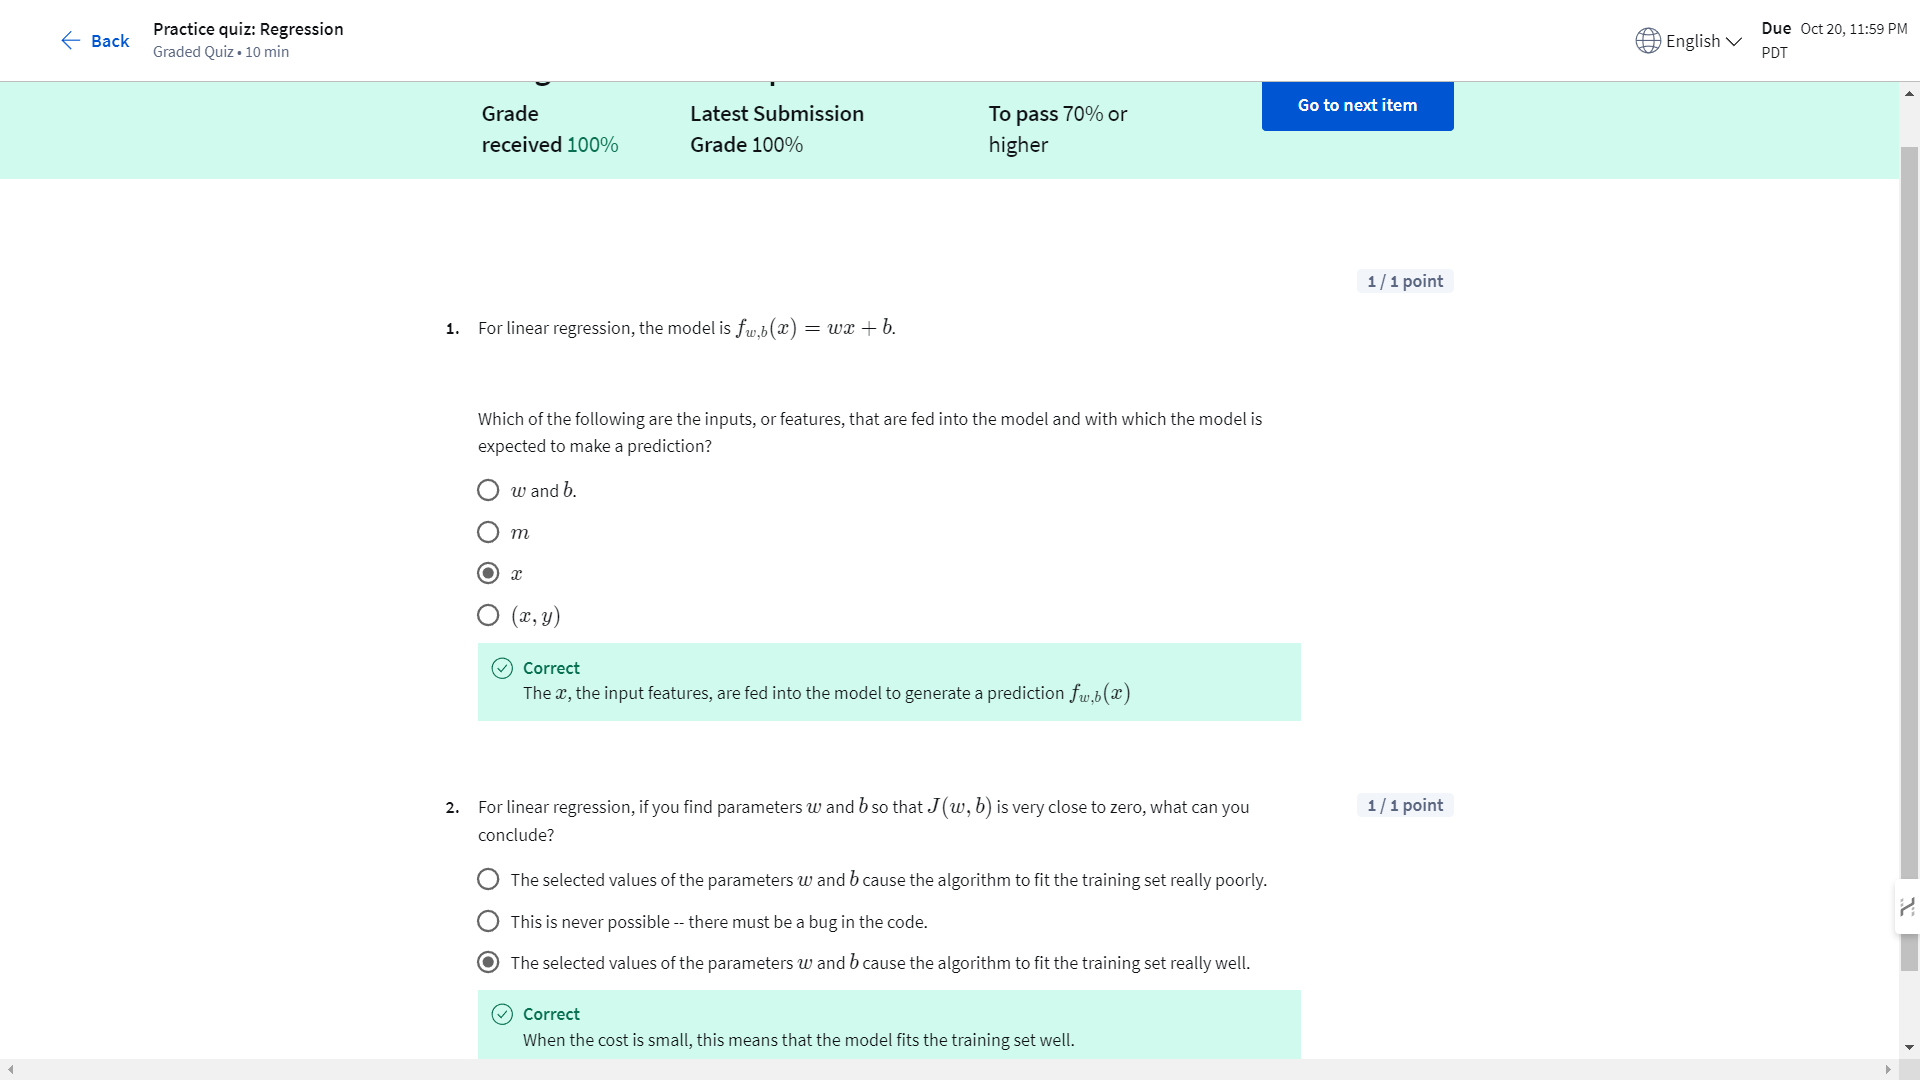 Back
Practice quiz: Regression
Graded Quiz • 10 min
English
Due Oct 20, 11:59 PM
PDT
Grade
received 100%
Latest Submission
Grade 100%
To pass 70% or
higher
Go to next item
1 / 1 point
1. For linear regression, the model is f_{w,b}(x) = wx + b.
Which of the following are the inputs, or features, that are fed into the model and with which the model is
expected to make a prediction?
w and b.
m
x
(x, y)
Correct
The x, the input features, are fed into the model to generate a prediction f_{w,b}(x)
1 / 1 point
2. For linear regression, if you find parameters w and b so that J(w, b) is very close to zero, what can you
conclude?
The selected values of the parameters w and b cause the algorithm to fit the training set really poorly.
This is never possible -- there must be a bug in the code.
The selected values of the parameters w and b cause the algorithm to fit the training set really well.
Correct
When the cost is small, this means that the model fits the training set well.